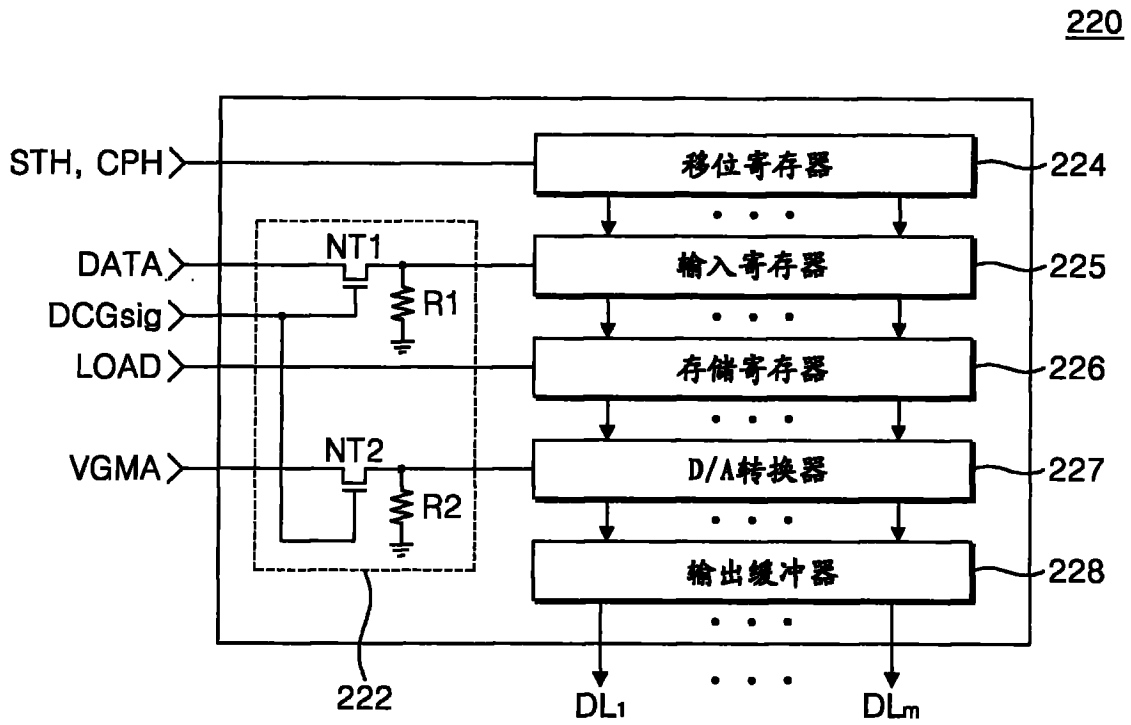 220
STH, CPH
移位寄存器
224
DATA
NT1
输入寄存器
225
DCGsig
R1
LOAD
存储寄存器
226
VGMA
NT2
D/A转换器
227
R2
输出缓冲器
228
222
DL1
DLm